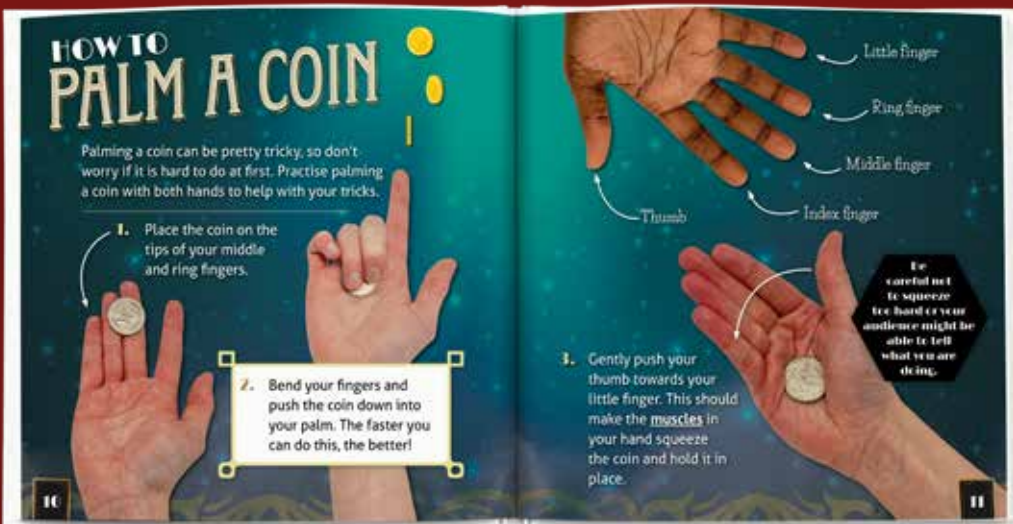 HOW TO
PALM A COIN
Palming a coin can be pretty tricky, so don't
worry if it is hard to do at first. Practise palming
a coin with both hands to help with your tricks.
1. Place the coin on the
tips of your middle
and ring fingers.
2. Bend your fingers and
push the coin down into
your palm. The faster you
can do this, the better!
10
Little finger
Ring finger
Middle finger
Index finger
Thumb
3. Gently push your
thumb towards your
little finger. This should
make the muscles in
your hand squeeze
the coin and hold it in
place.
Be
careful not
to squeeze
too hard or your
audience might be
able to tell
what you are
doing.
11